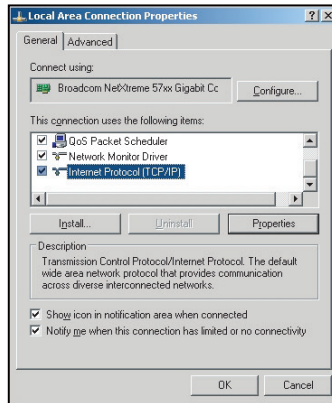 Local Area Connection Properties
General Advanced
Connect using:
Broadcom NetXtreme 57xx Gigabit Cc Configure...
This connection uses the following items:
QoS Packet Scheduler
Network Monitor Driver
Internet Protocol (TCP/IP)
Install... Uninstall Properties
Description
Transmission Control Protocol/Internet Protocol. The default
wide area network protocol that provides communication
across diverse interconnected networks.
Show icon in notification area when connected
Notify me when this connection has limited or no connectivity
OK Cancel